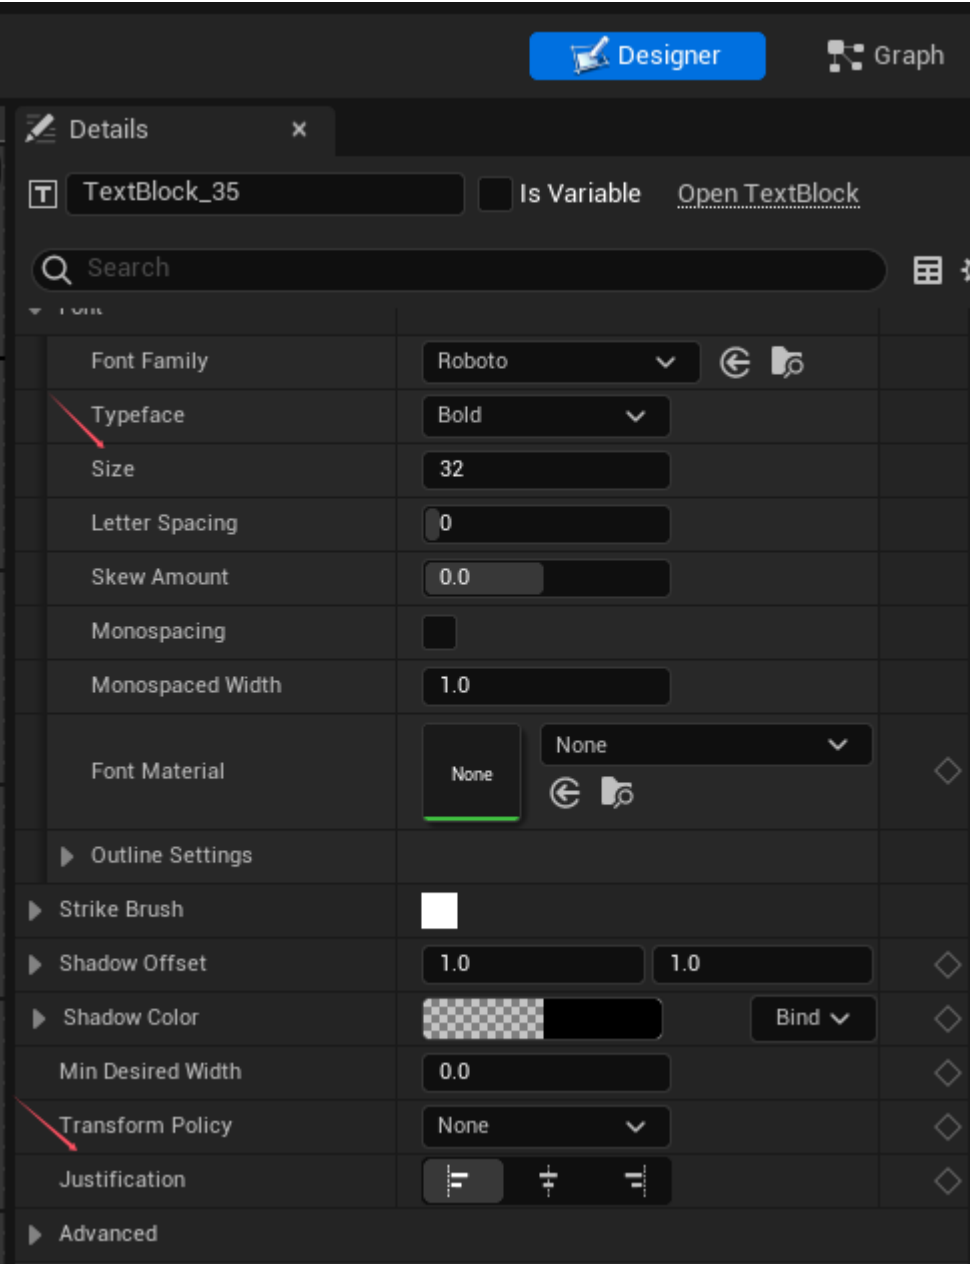 Designer Graph
Details
TextBlock_35 Is Variable Open TextBlock
Search
Font
Font Family Roboto
Typeface Bold
Size 32
Letter Spacing 0
Skew Amount 0.0
Monospacing
Monospaced Width 1.0
Font Material None None
Outline Settings
Strike Brush
Shadow Offset 1.0 1.0
Shadow Color Bind
Min Desired Width 0.0
Transform Policy None
Justification
Advanced